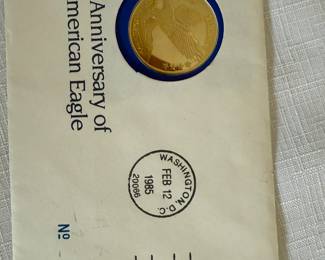 Anniversary of
American Eagle
WASHINGTON, D.C.
FEB 12
1985
20066
No